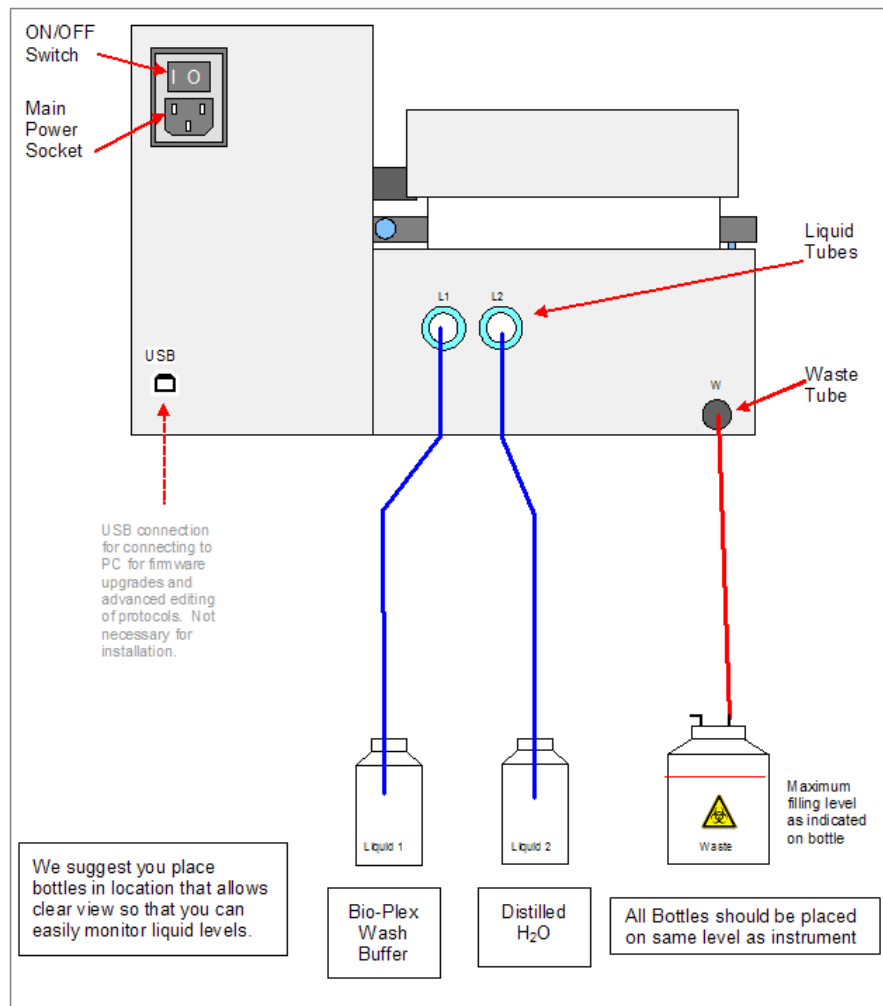 ON/OFF
Switch
I O
Main
Power
Socket
Liquid
Tubes
L1
L2
USB
W
Waste
Tube
USB connection
for connecting to
PC for firmware
upgrades and
advanced editing
of protocols. Not
necessary for
installation.
Liquid 1
Liquid 2
Waste
Maximum
filling level
as indicated
on bottle
We suggest you place
bottles in location that allows
clear view so that you can
easily monitor liquid levels.
Bio-Plex
Wash
Buffer
Distilled
H₂O
All Bottles should be placed
on same level as instrument